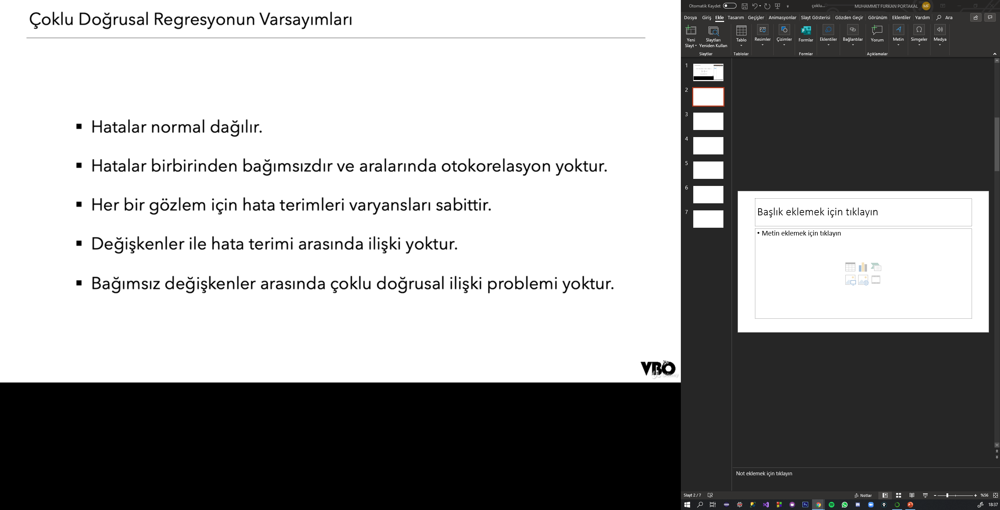 Çoklu Doğrusal Regresyonun Varsayımları
▪ Hatalar normal dağılır.
▪ Hatalar birbirinden bağımsızdır ve aralarında otokorelasyon yoktur.
▪ Her bir gözlem için hata terimleri varyansları sabittir.
▪ Değişkenler ile hata terimi arasında ilişki yoktur.
▪ Bağımsız değişkenler arasında çoklu doğrusal ilişki problemi yoktur.
VBO
Udemy
Otomatik Kaydet
çoklu...
MUHAMMET FURKAN PORTAKAL MF
Dosya Giriş Ekle Tasarım Geçişler Animasyonlar Slayt Gösterisi Gözden Geçir Görünüm Eklentiler Yardım Ara
Yeni Slayt
Slaytları Yeniden Kullan
Tablo
Resimler
Çizimler
Formlar
Eklentiler
Bağlantılar
Yorum
Metin
Simgeler
Medya
Slaytlar Tablolar Formlar Açıklamalar
1
2
3
4
5
6
7
Başlık eklemek için tıklayın
• Metin eklemek için tıklayın
Not eklemek için tıklayın
Slayt 2 / 7 Notlar %56
Ps
18:37